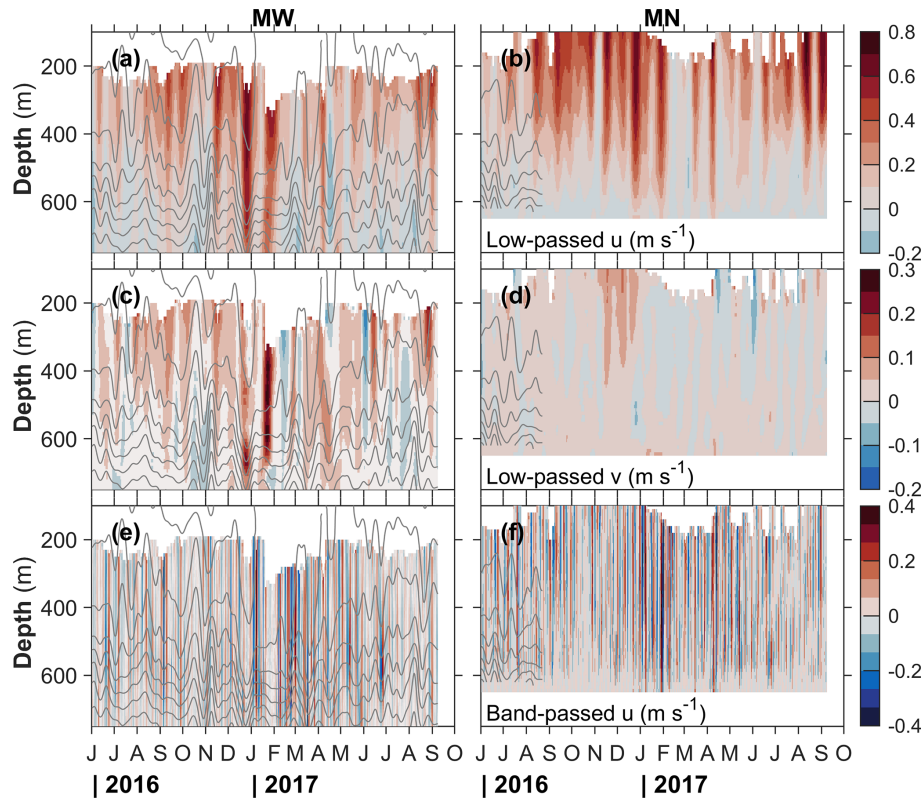 MW MN
(a) (b)
Depth (m)
200
400
600
Low-passed u (m s⁻¹)
0.8
0.6
0.4
0.2
0
-0.2
(c) (d)
Depth (m)
200
400
600
Low-passed v (m s⁻¹)
0.3
0.2
0.1
0
-0.1
-0.2
(e) (f)
Depth (m)
200
400
600
Band-passed u (m s⁻¹)
0.4
0.2
0
-0.2
-0.4
J J A S O N D J F M A M J J A S O J J A S O N D J F M A M J J A S O
| 2016 | 2017 | 2016 | 2017